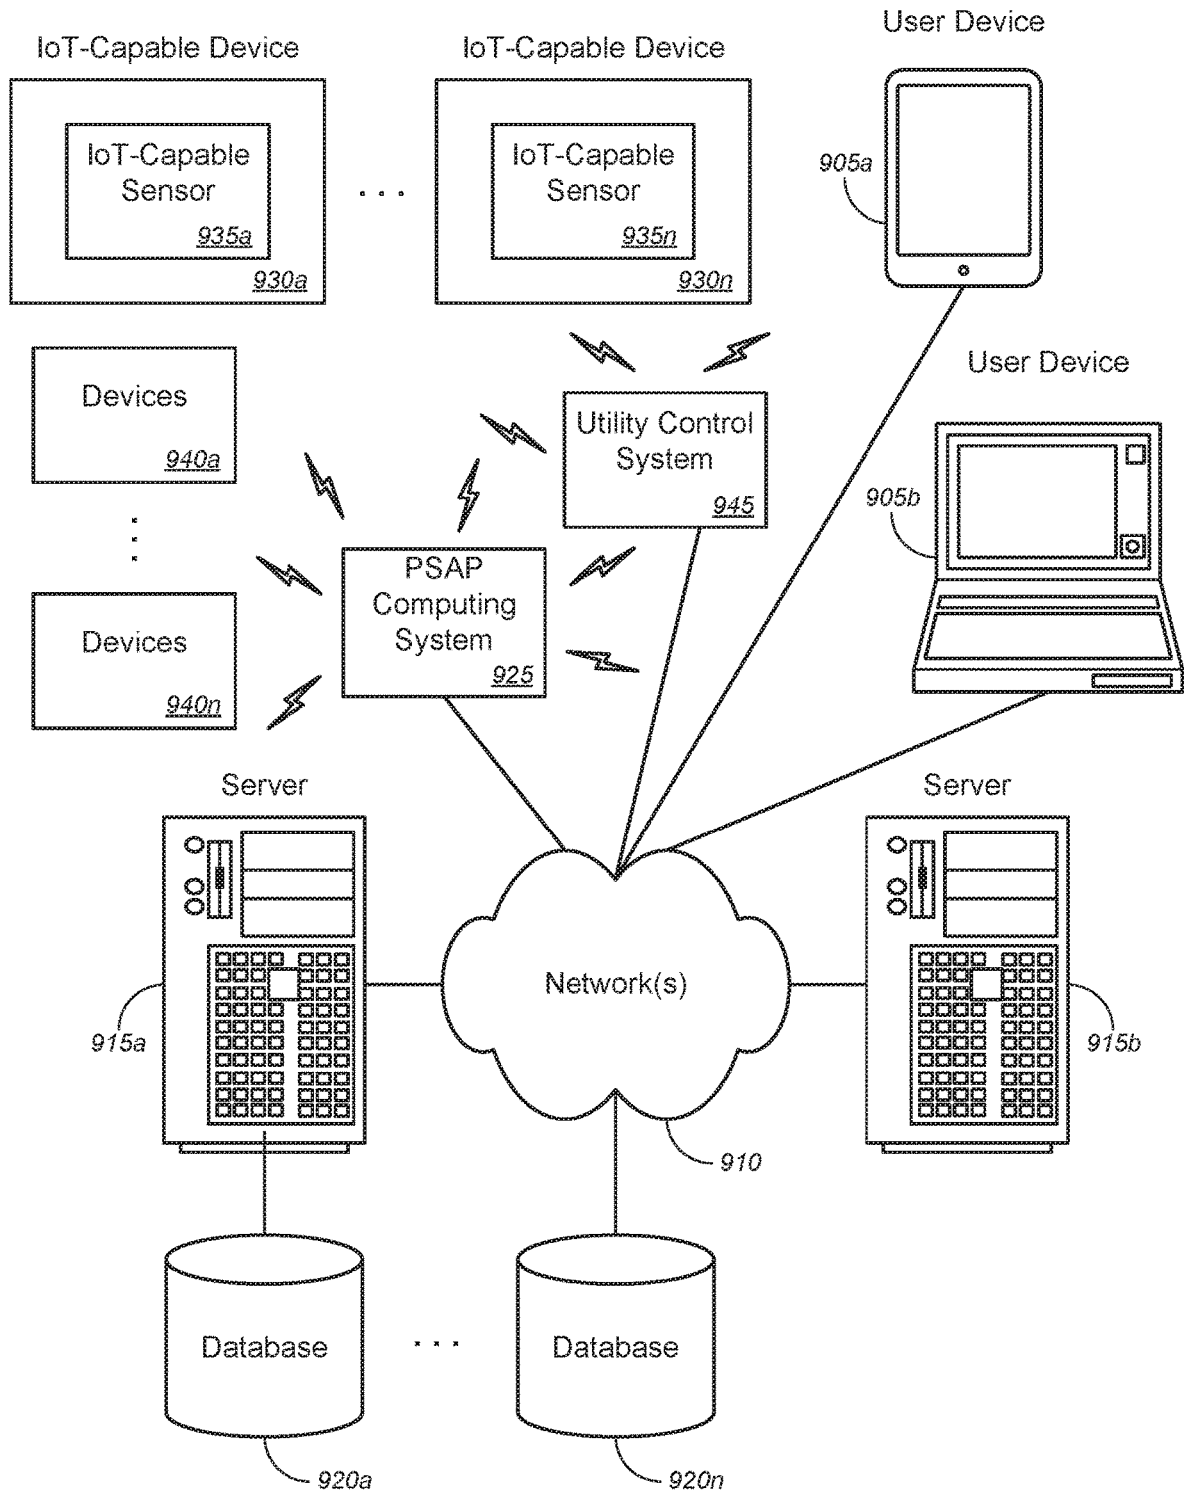 IoT-Capable Device
IoT-Capable
Sensor
935a
930a
. . .
IoT-Capable Device
IoT-Capable
Sensor
935n
930n
User Device
905a
Devices
940a
Devices
940n
PSAP
Computing
System
925
Utility Control
System
945
User Device
905b
Server
915a
Network(s)
910
Server
915b
Database
920a
. . .
Database
920n